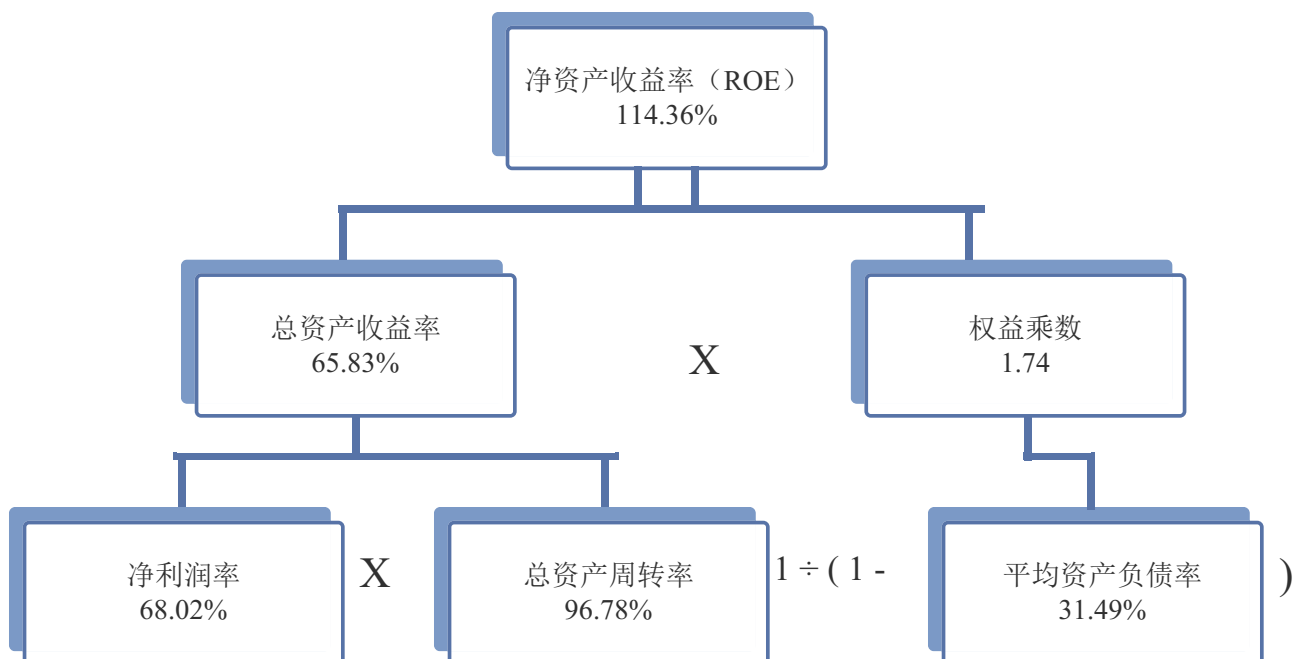 净资产收益率（ROE）
114.36%
总资产收益率
65.83%
X
权益乘数
1.74
净利润率
68.02%
X
总资产周转率
96.78%
1 ÷ ( 1 -
平均资产负债率
31.49%
)